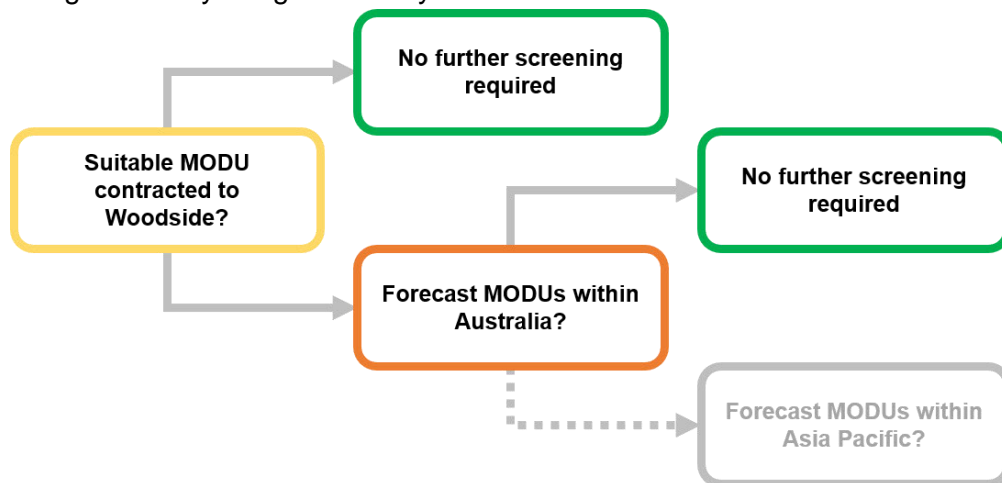 No further screening
required
Suitable MODU
contracted to
Woodside?
No further screening
required
Forecast MODUs within
Australia?
Forecast MODUs within
Asia Pacific?